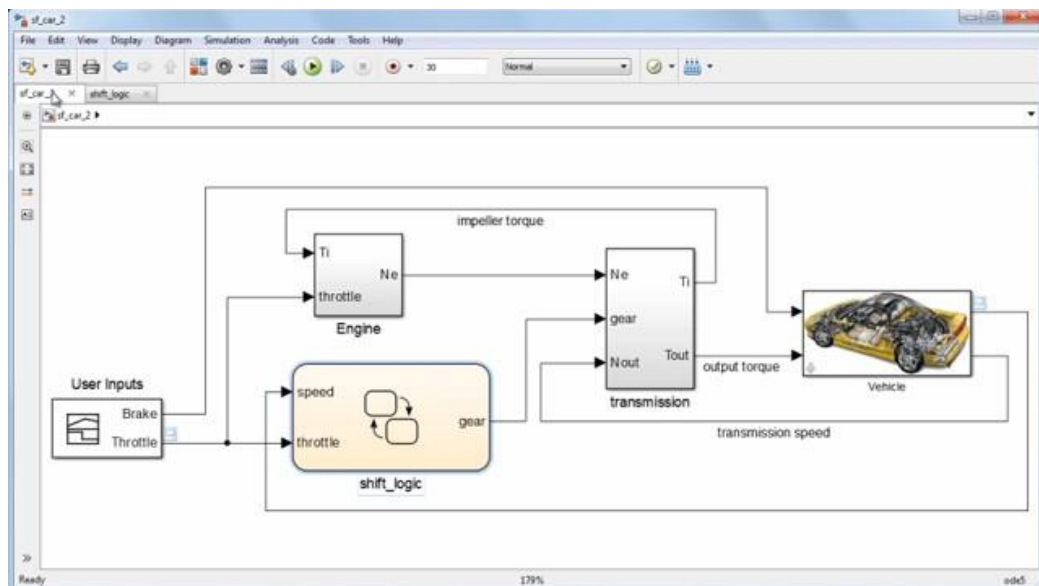 sf_car_2
File Edit View Display Diagram Simulation Analysis Code Tools Help
30 Normal
sf_car_2 shift_logic
sf_car_2
impeller torque
Ti
Ne
throttle
Engine
Ne
Ti
gear
Nout
Tout
transmission
output torque
Vehicle
transmission speed
User Inputs
Brake
Throttle
speed
gear
throttle
shift_logic
Ready 179% ode5